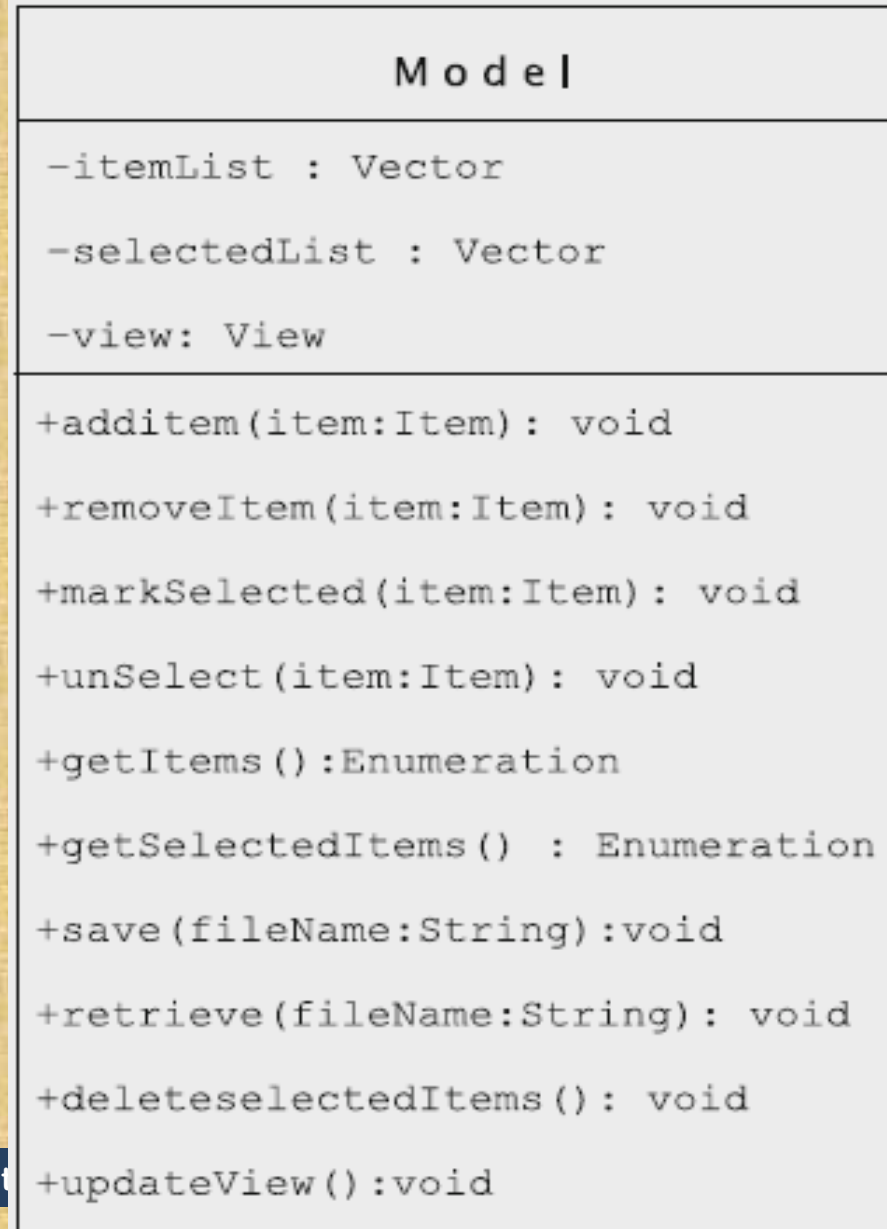 Model
-itemList : Vector
-selectedList : Vector
-view: View
+additem(item:Item): void
+removeItem(item:Item): void
+markSelected(item:Item): void
+unSelect(item:Item): void
+getItems():Enumeration
+getSelectedItems() : Enumeration
+save(fileName:String):void
+retrieve(fileName:String): void
+deleteselectedItems(): void
+updateView():void